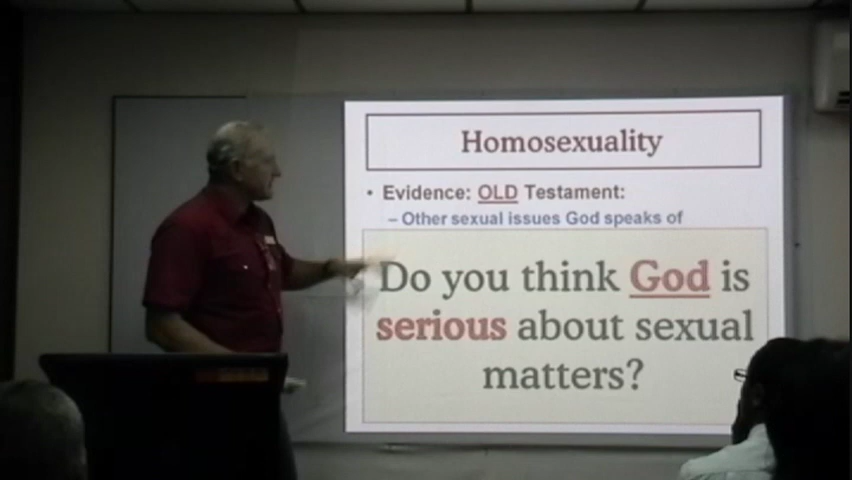 Homosexuality
• Evidence: OLD Testament:
– Other sexual issues God speaks of
Do you think God is
serious about sexual
matters?